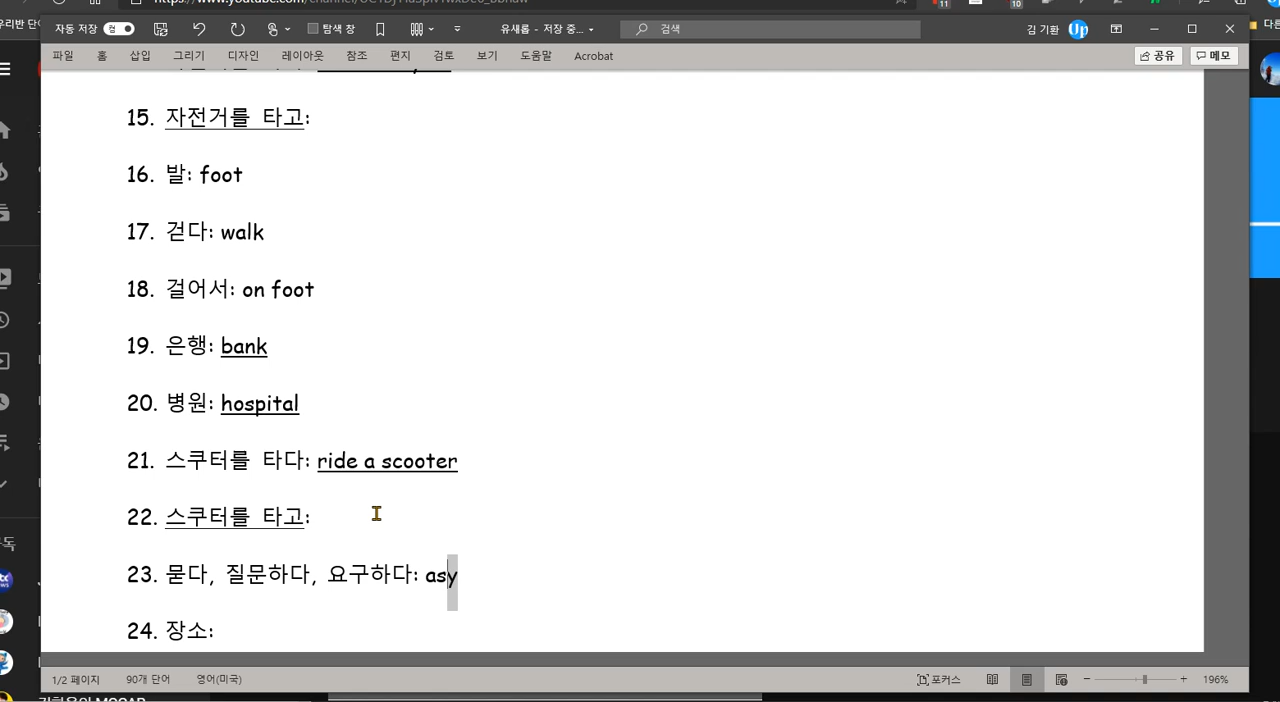 자동 저장 컴 탐색 창 유새롬 - 저장 중... 검색 김 기환 Up
파일 홈 삽입 그리기 디자인 레이아웃 참조 편지 검토 보기 도움말 Acrobat 공유 메모
15. 자전거를 타고:
16. 발: foot
17. 걷다: walk
18. 걸어서: on foot
19. 은행: bank
20. 병원: hospital
21. 스쿠터를 타다: ride a scooter
22. 스쿠터를 타고:
23. 묻다, 질문하다, 요구하다: asy
24. 장소:
1/2 페이지 90개 단어 영어(미국) 포커스 196%